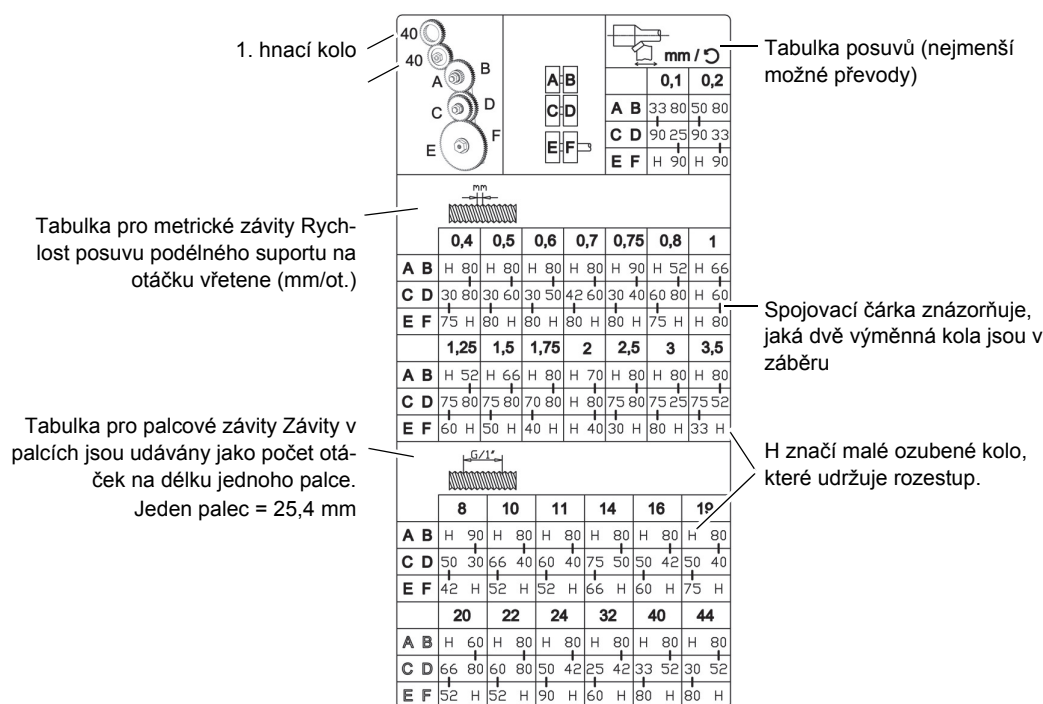 1. hnací kolo
40
40
A
B
C
D
E
F
A B
C D
E F
mm /
0,1 0,2
A B 33 80 50 80
C D 90 25 90 33
E F H 90 H 90
Tabulka posuvů (nejmenší
možné převody)
Tabulka pro metrické závity Rych-
lost posuvu podélného suportu na
otáčku vřetene (mm/ot.)
mm
0,4 0,5 0,6 0,7 0,75 0,8 1
A B H 80 H 80 H 80 H 80 H 90 H 52 H 66
C D 30 80 30 60 30 50 42 60 30 40 60 80 H 60
E F 75 H 80 H 80 H 80 H 80 H 75 H H 80
1,25 1,5 1,75 2 2,5 3 3,5
A B H 52 H 66 H 80 H 70 H 80 H 80 H 80
C D 75 80 75 80 70 80 H 80 75 80 75 25 75 52
E F 60 H 50 H 40 H H 40 30 H 80 H 33 H
Spojovací čárka znázorňuje,
jaká dvě výměnná kola jsou v
záběru
Tabulka pro palcové závity Závity v
palcích jsou udávány jako počet otá-
ček na délku jednoho palce.
Jeden palec = 25,4 mm
H značí malé ozubené kolo,
které udržuje rozestup.
G/1"
8 10 11 14 16 19
A B H 90 H 80 H 80 H 80 H 80 H 80
C D 50 30 66 40 60 40 75 50 50 42 50 40
E F 42 H 52 H 52 H 66 H 60 H 75 H
20 22 24 32 40 44
A B H 60 H 80 H 80 H 80 H 80 H 80
C D 66 80 60 80 50 42 25 42 33 52 30 52
E F 52 H 52 H 90 H 60 H 80 H 80 H